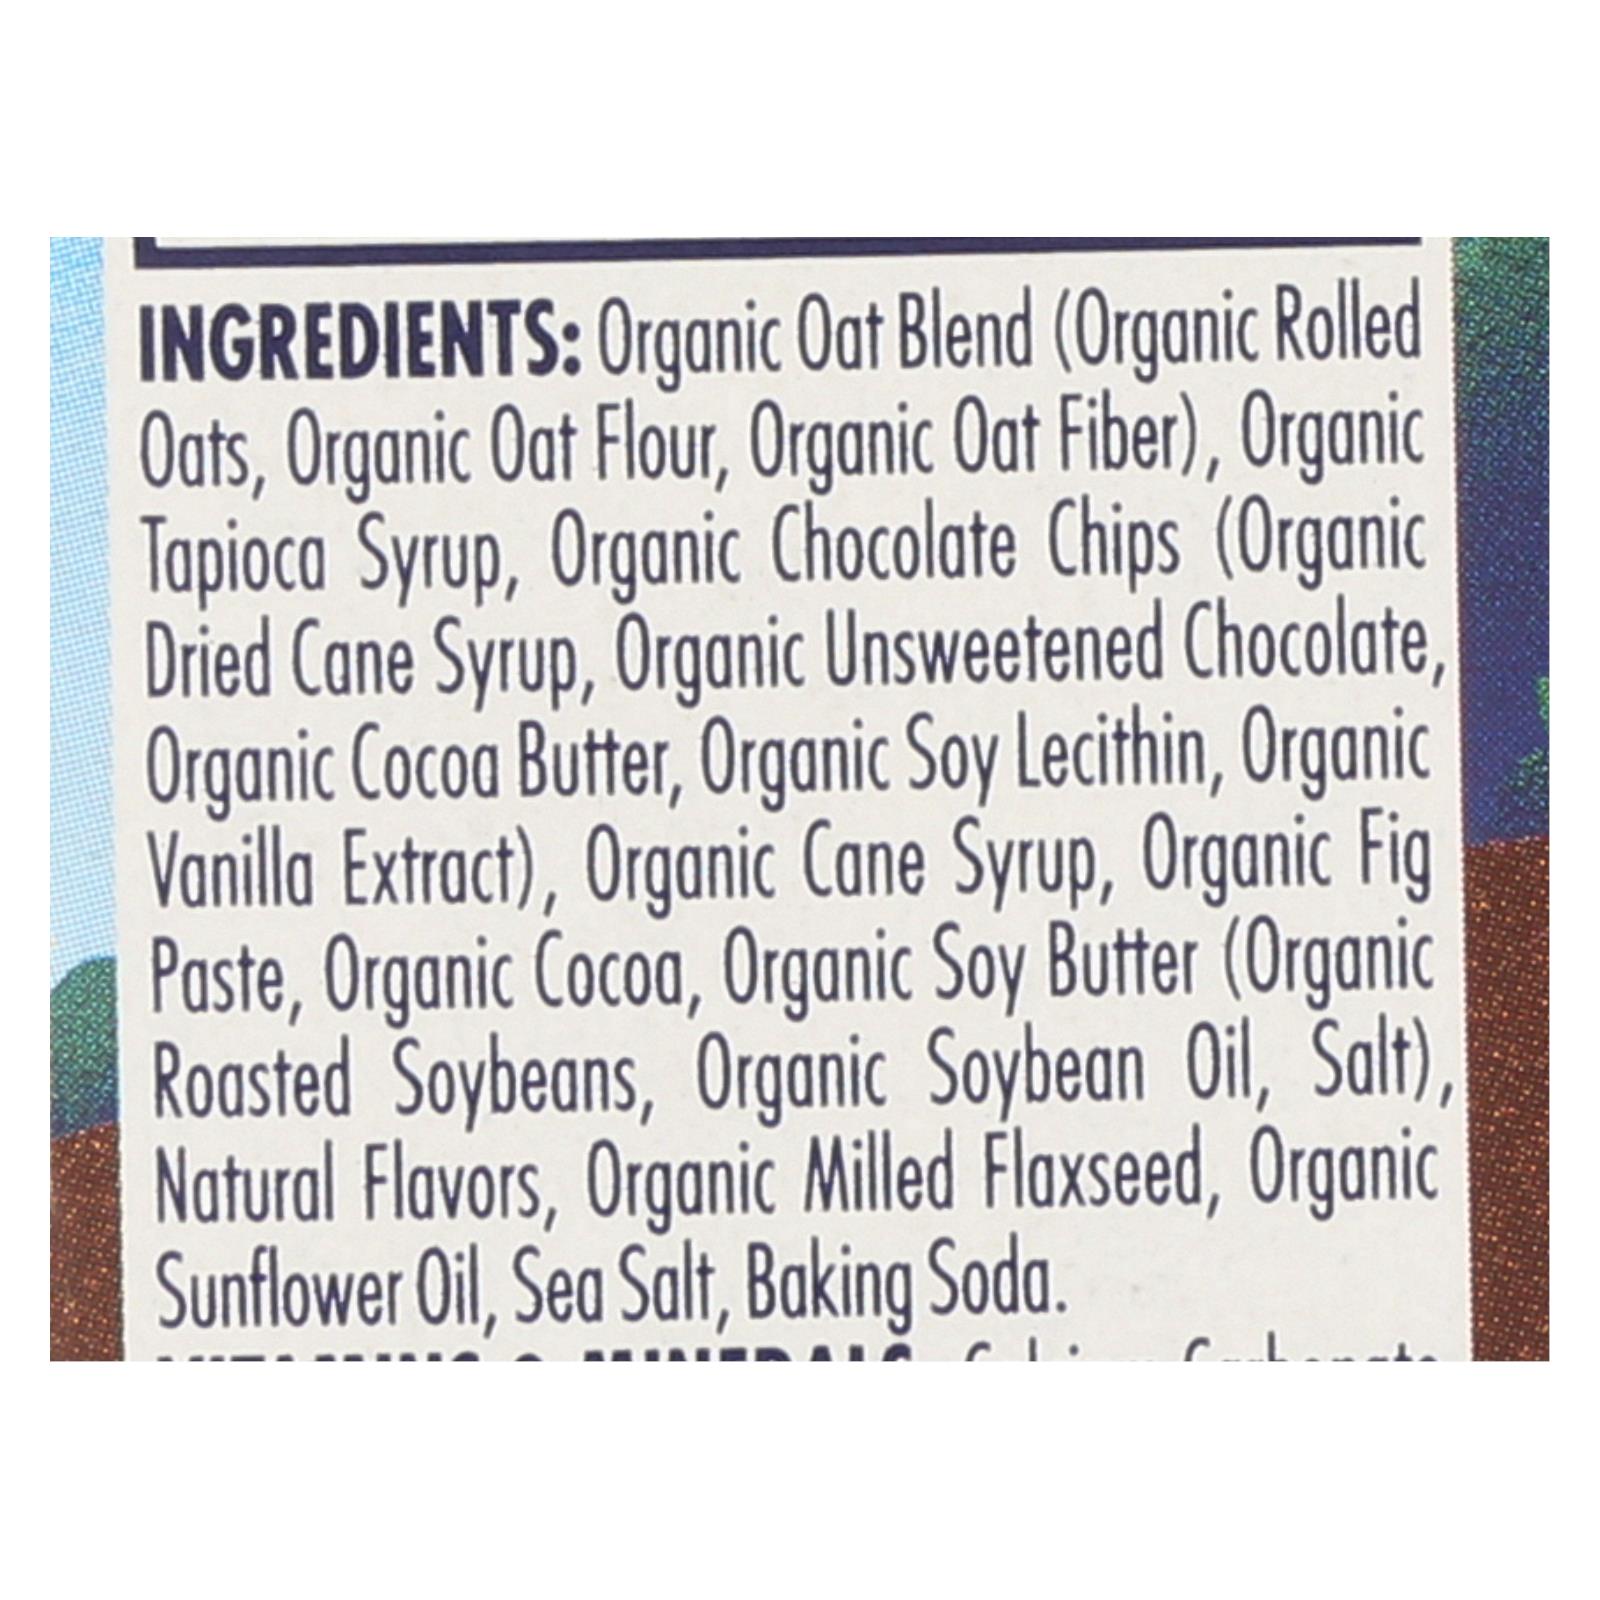 INGREDIENTS: Organic Oat Blend (Organic Rolled
Oats, Organic Oat Flour, Organic Oat Fiber), Organic
Tapioca Syrup, Organic Chocolate Chips (Organic
Dried Cane Syrup, Organic Unsweetened Chocolate,
Organic Cocoa Butter, Organic Soy Lecithin, Organic
Vanilla Extract), Organic Cane Syrup, Organic Fig
Paste, Organic Cocoa, Organic Soy Butter (Organic
Roasted Soybeans, Organic Soybean Oil, Salt),
Natural Flavors, Organic Milled Flaxseed, Organic
Sunflower Oil, Sea Salt, Baking Soda.